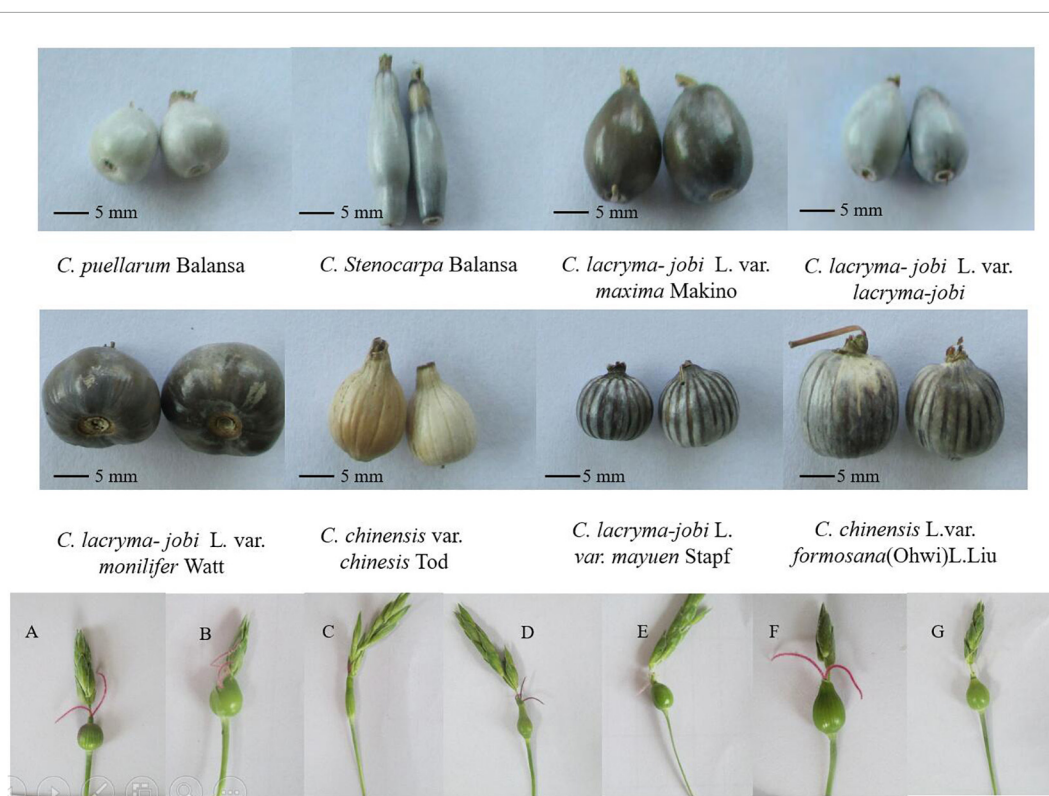 5 mm 5 mm 5 mm 5 mm
C. puellarum Balansa
C. Stenocarpa Balansa
C. lacryma- jobi L. var.
maxima Makino
C. lacryma- jobi L. var.
lacryma-jobi
5 mm 5 mm 5 mm 5 mm
C. lacryma- jobi L. var.
monilifer Watt
C. chinensis var.
chinesis Tod
C. lacryma-jobi L.
var. mayuen Stapf
C. chinensis L.var.
formosana(Ohwi)L.Liu
A B C D E F G